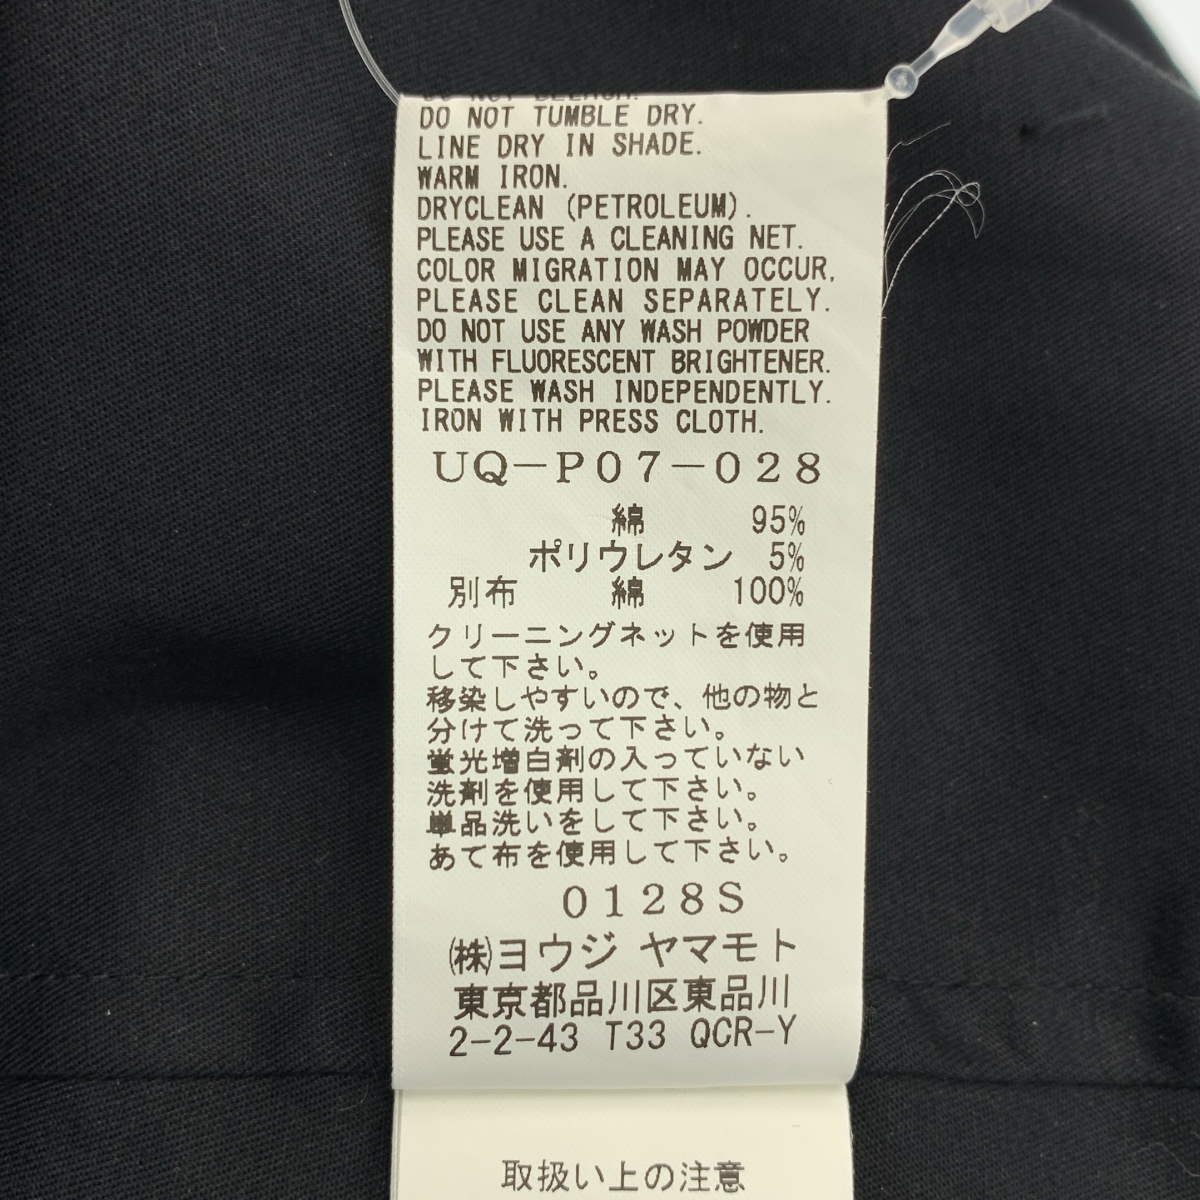 DO NOT BLEACH.
DO NOT TUMBLE DRY.
LINE DRY IN SHADE.
WARM IRON.
DRYCLEAN (PETROLEUM).
PLEASE USE A CLEANING NET.
COLOR MIGRATION MAY OCCUR,
PLEASE CLEAN SEPARATELY.
DO NOT USE ANY WASH POWDER
WITH FLUORESCENT BRIGHTENER.
PLEASE WASH INDEPENDENTLY.
IRON WITH PRESS CLOTH.
UQ-P07-028
綿 95%
ポリウレタン 5%
別布 綿 100%
クリーニングネットを使用
して下さい。
移染しやすいので、他の物と
分けて洗って下さい。
蛍光増白剤の入っていない
洗剤を使用して下さい。
単品洗いをして下さい。
あて布を使用して下さい。
0128S
㈱ヨウジ ヤマモト
東京都品川区東品川
2-2-43 T33 QCR-Y
取扱い上の注意